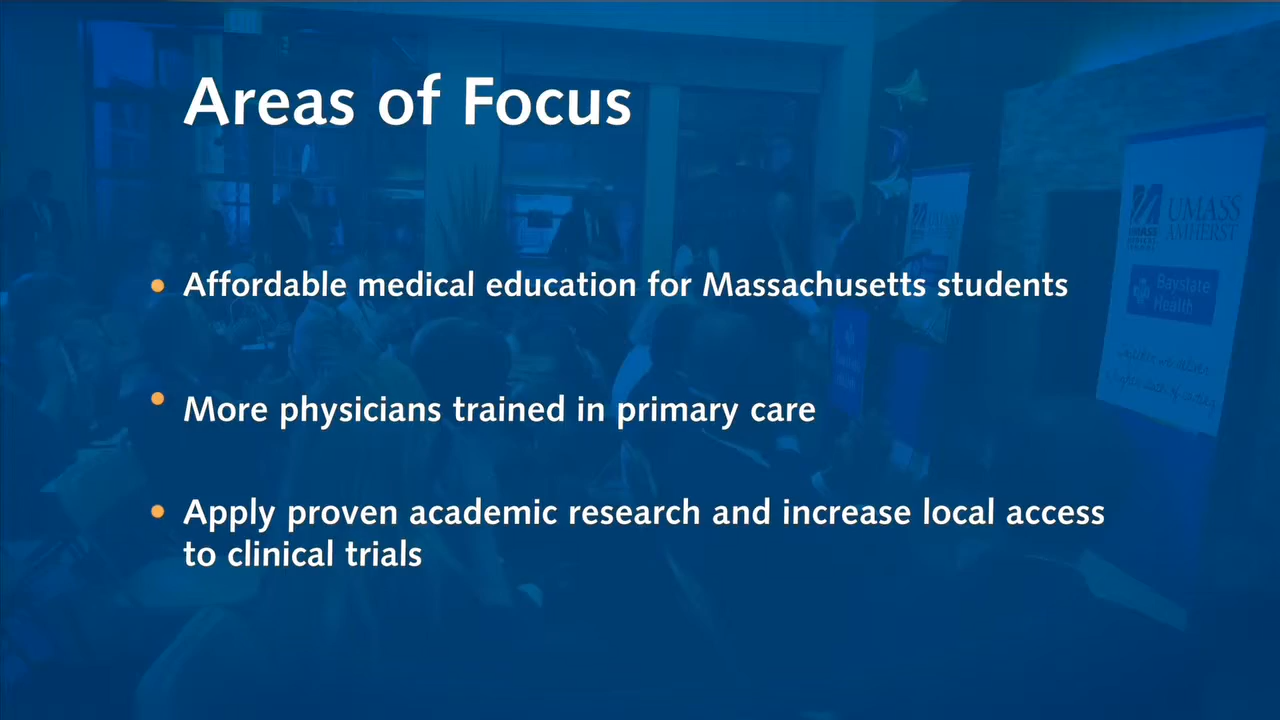 Areas of Focus
Affordable medical education for Massachusetts students
More physicians trained in primary care
Apply proven academic research and increase local access
to clinical trials
UMASS
AMHERST
UMASS
Baystate
Health